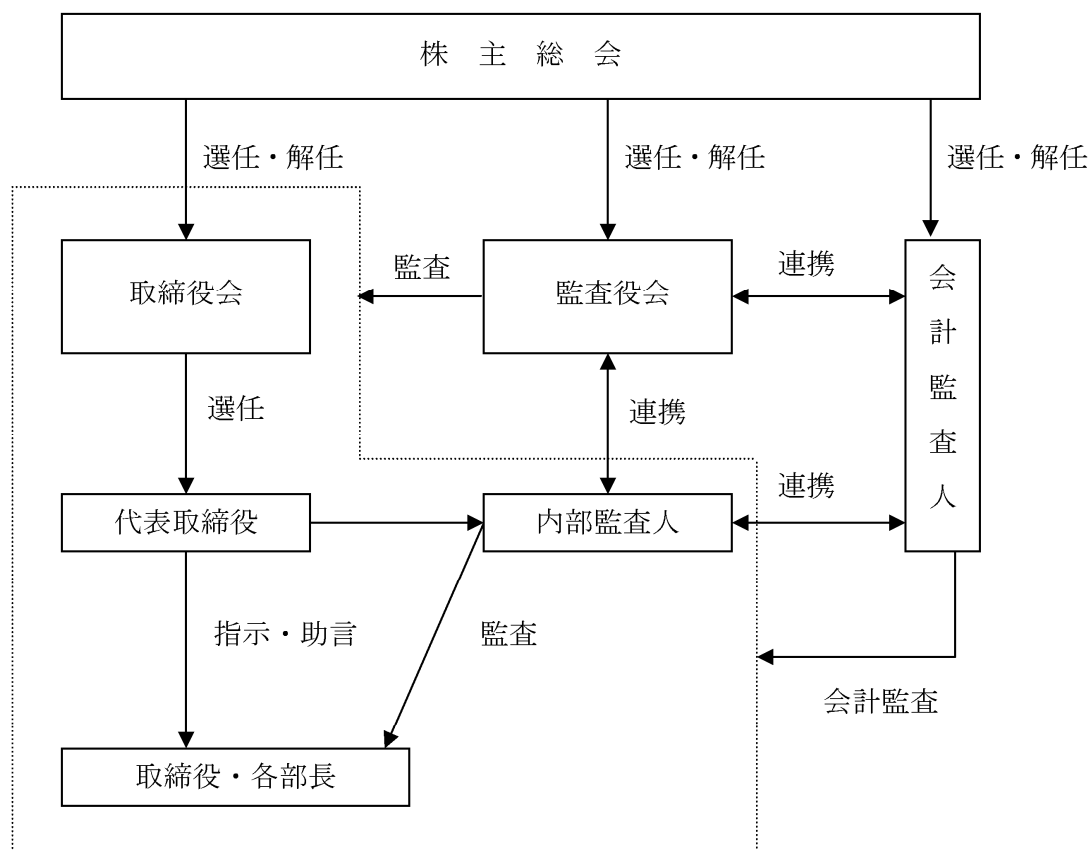 株主総会
選任・解任
選任・解任
選任・解任
取締役会
監査
監査役会
連携
会計監査人
選任
連携
代表取締役
内部監査人
連携
指示・助言
監査
会計監査
取締役・各部長